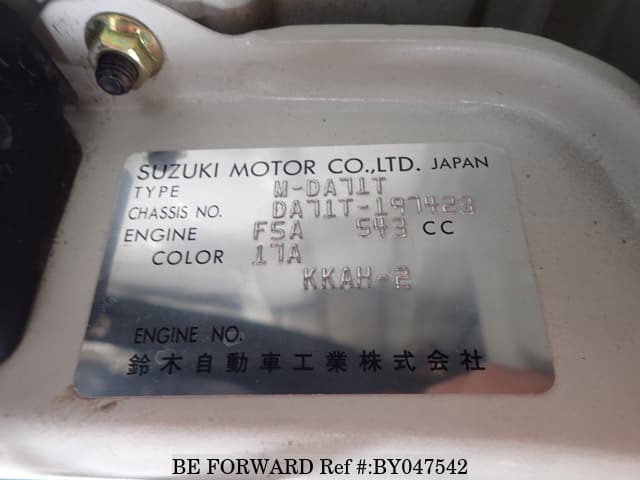 SUZUKI MOTOR CO.,LTD. JAPAN
TYPE M-DA71T
CHASSIS NO. DA71T-197423
ENGINE F5A 543 CC
COLOR 17A
KKAH-2
ENGINE NO.
鈴木自動車工業株式会社
BE FORWARD Ref #:BY047542